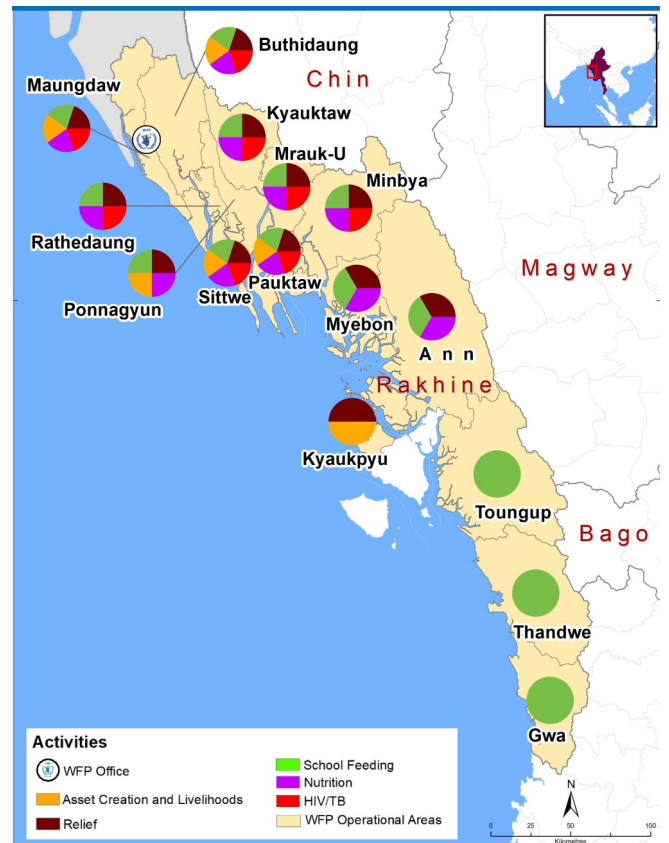 Buthidaung
Chin
Maungdaw
Kyauktaw
WFP
Mrauk-U
Minbya
Rathedaung
Magway
Ponnagyun
Sittwe
Pauktaw
Myebon
Ann
Rakhine
Kyaukpyu
Toungup
Bago
Thandwe
Gwa
Activities
WFP Office
Asset Creation and Livelihoods
Relief
School Feeding
Nutrition
HIV/TB
WFP Operational Areas
N
0 25 50 100
Kilometres